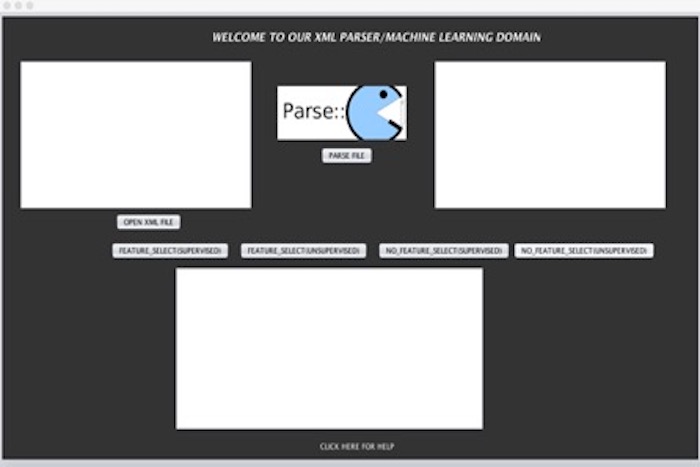 WELCOME TO OUR XML PARSER/MACHINE LEARNING DOMAIN
Parse::
PARSE FILE
OPEN XML FILE
FEATURE_SELECT(SUPERVISED)
FEATURE_SELECT(UNSUPERVISED)
NO_FEATURE_SELECT(SUPERVISED)
NO_FEATURE_SELECT(UNSUPERVISED)
CLICK HERE FOR HELP